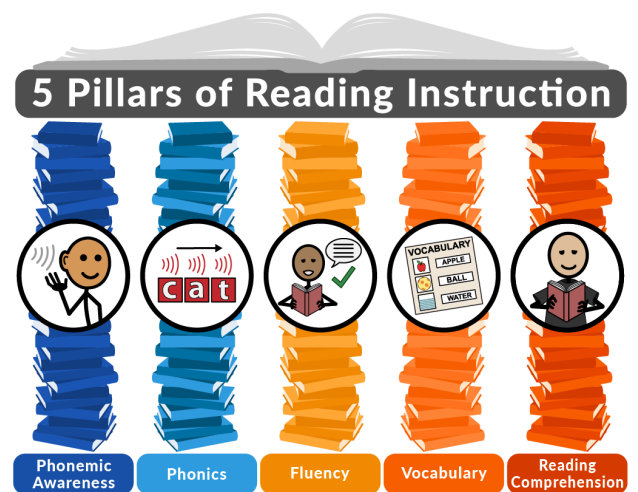 5 Pillars of Reading Instruction
cat
VOCABULARY
APPLE
BALL
WATER
Phonemic
Awareness
Phonics
Fluency
Vocabulary
Reading
Comprehension